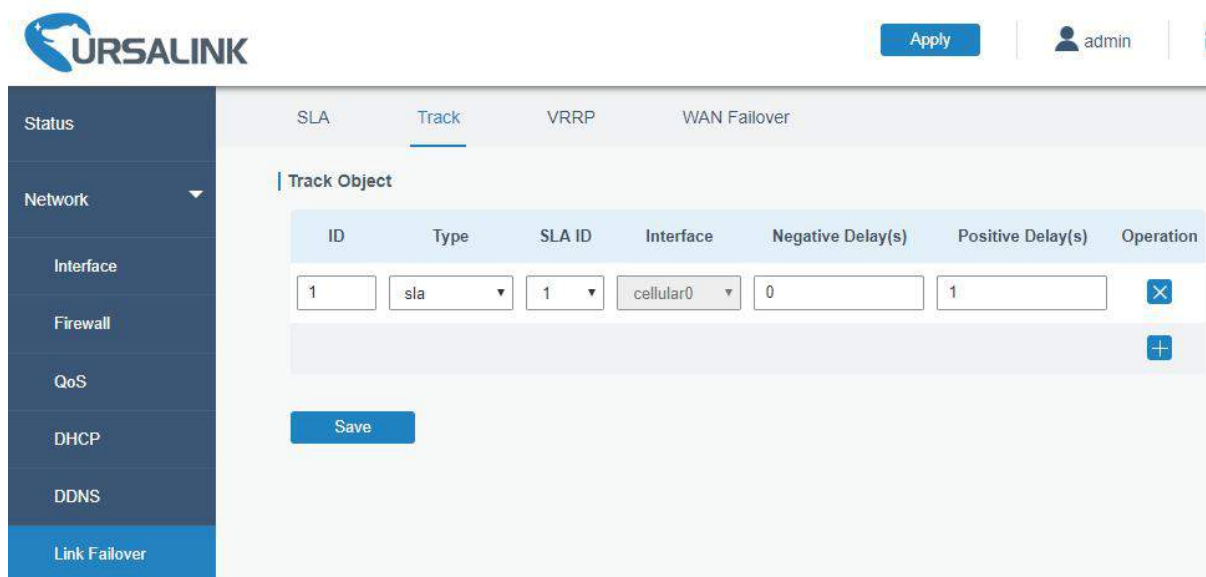 URSALINK
Apply
admin
Status
Network
Interface
Firewall
QoS
DHCP
DDNS
Link Failover
SLA Track VRRP WAN Failover
Track Object
ID Type SLA ID Interface Negative Delay(s) Positive Delay(s) Operation
1 sla 1 cellular0 0 1
Save